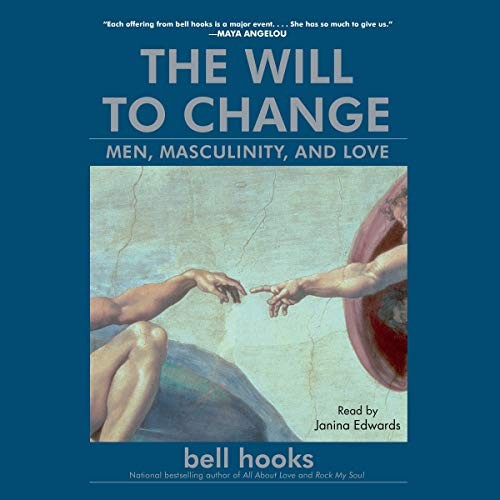 “Each offering from bell hooks is a major event. . . . She has so much to give us.”
—MAYA ANGELOU
THE WILL
TO CHANGE
MEN, MASCULINITY, AND LOVE
Read by
Janina Edwards
bell hooks
National bestselling author of All About Love and Rock My Soul